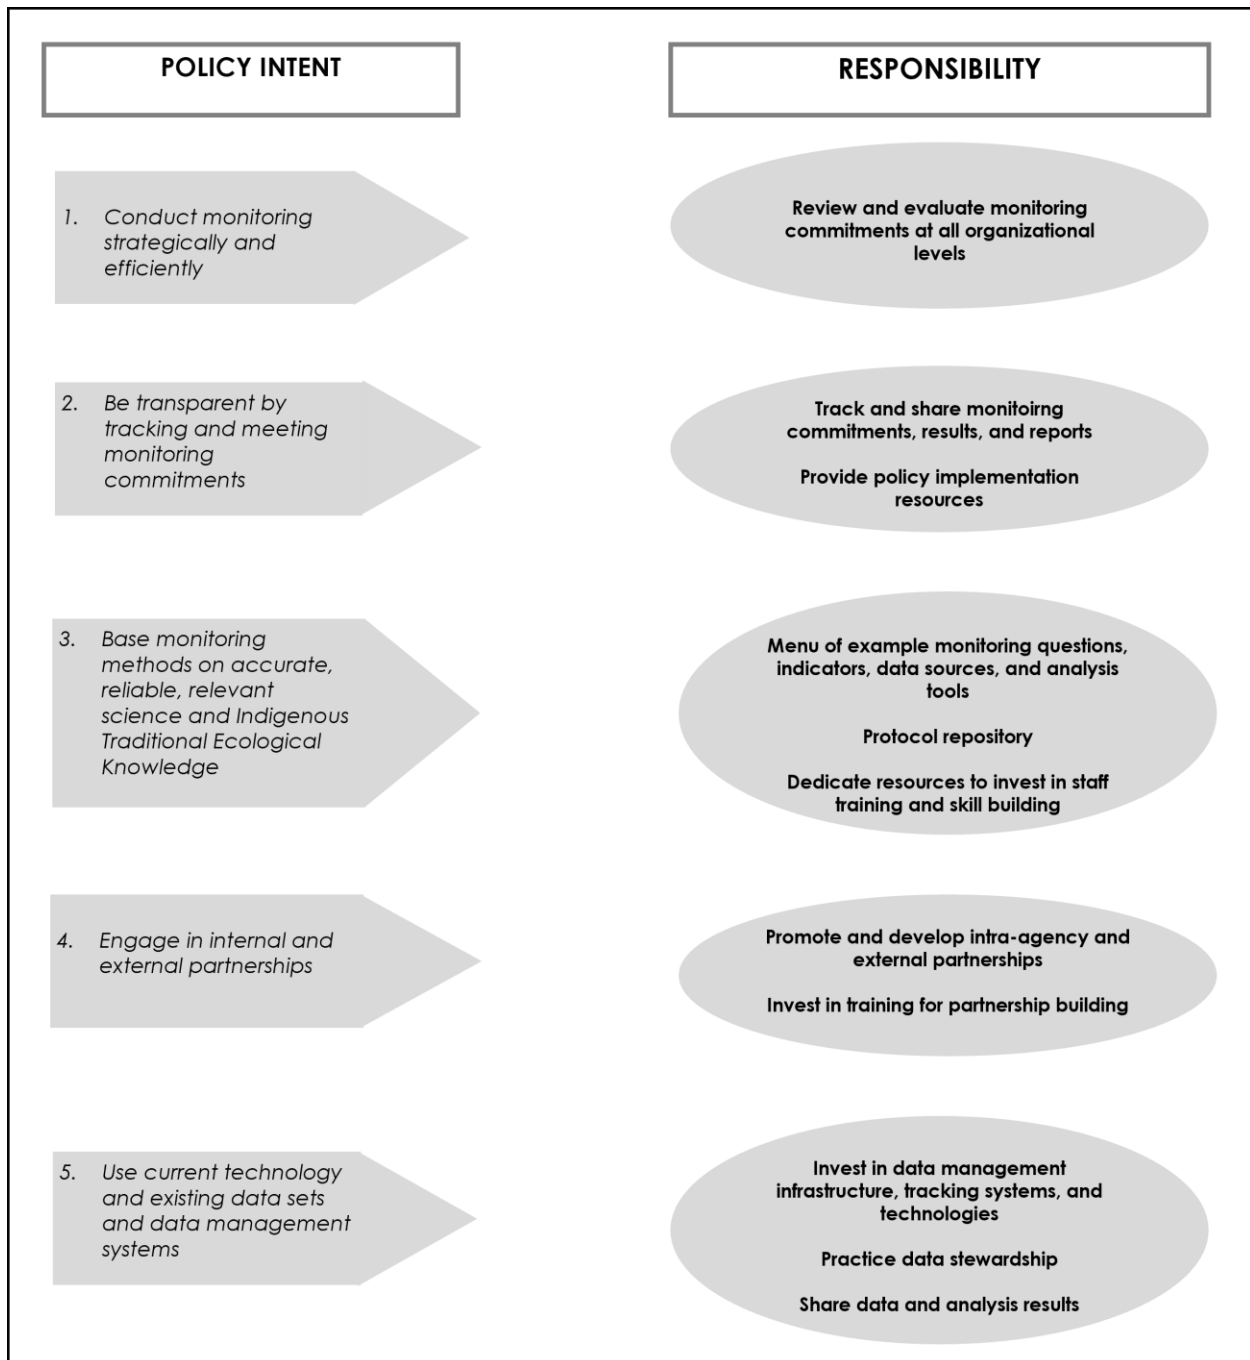 POLICY INTENT
RESPONSIBILITY
1. Conduct monitoring
strategically and
efficiently
Review and evaluate monitoring
commitments at all organizational
levels
2. Be transparent by
tracking and meeting
monitoring
commitments
Track and share monitoirng
commitments, results, and reports
Provide policy implementation
resources
3. Base monitoring
methods on accurate,
reliable, relevant
science and Indigenous
Traditional Ecological
Knowledge
Menu of example monitoring questions,
indicators, data sources, and analysis
tools
Protocol repository
Dedicate resources to invest in staff
training and skill building
4. Engage in internal and
external partnerships
Promote and develop intra-agency and
external partnerships
Invest in training for partnership building
5. Use current technology
and existing data sets
and data management
systems
Invest in data management
infrastructure, tracking systems, and
technologies
Practice data stewardship
Share data and analysis results